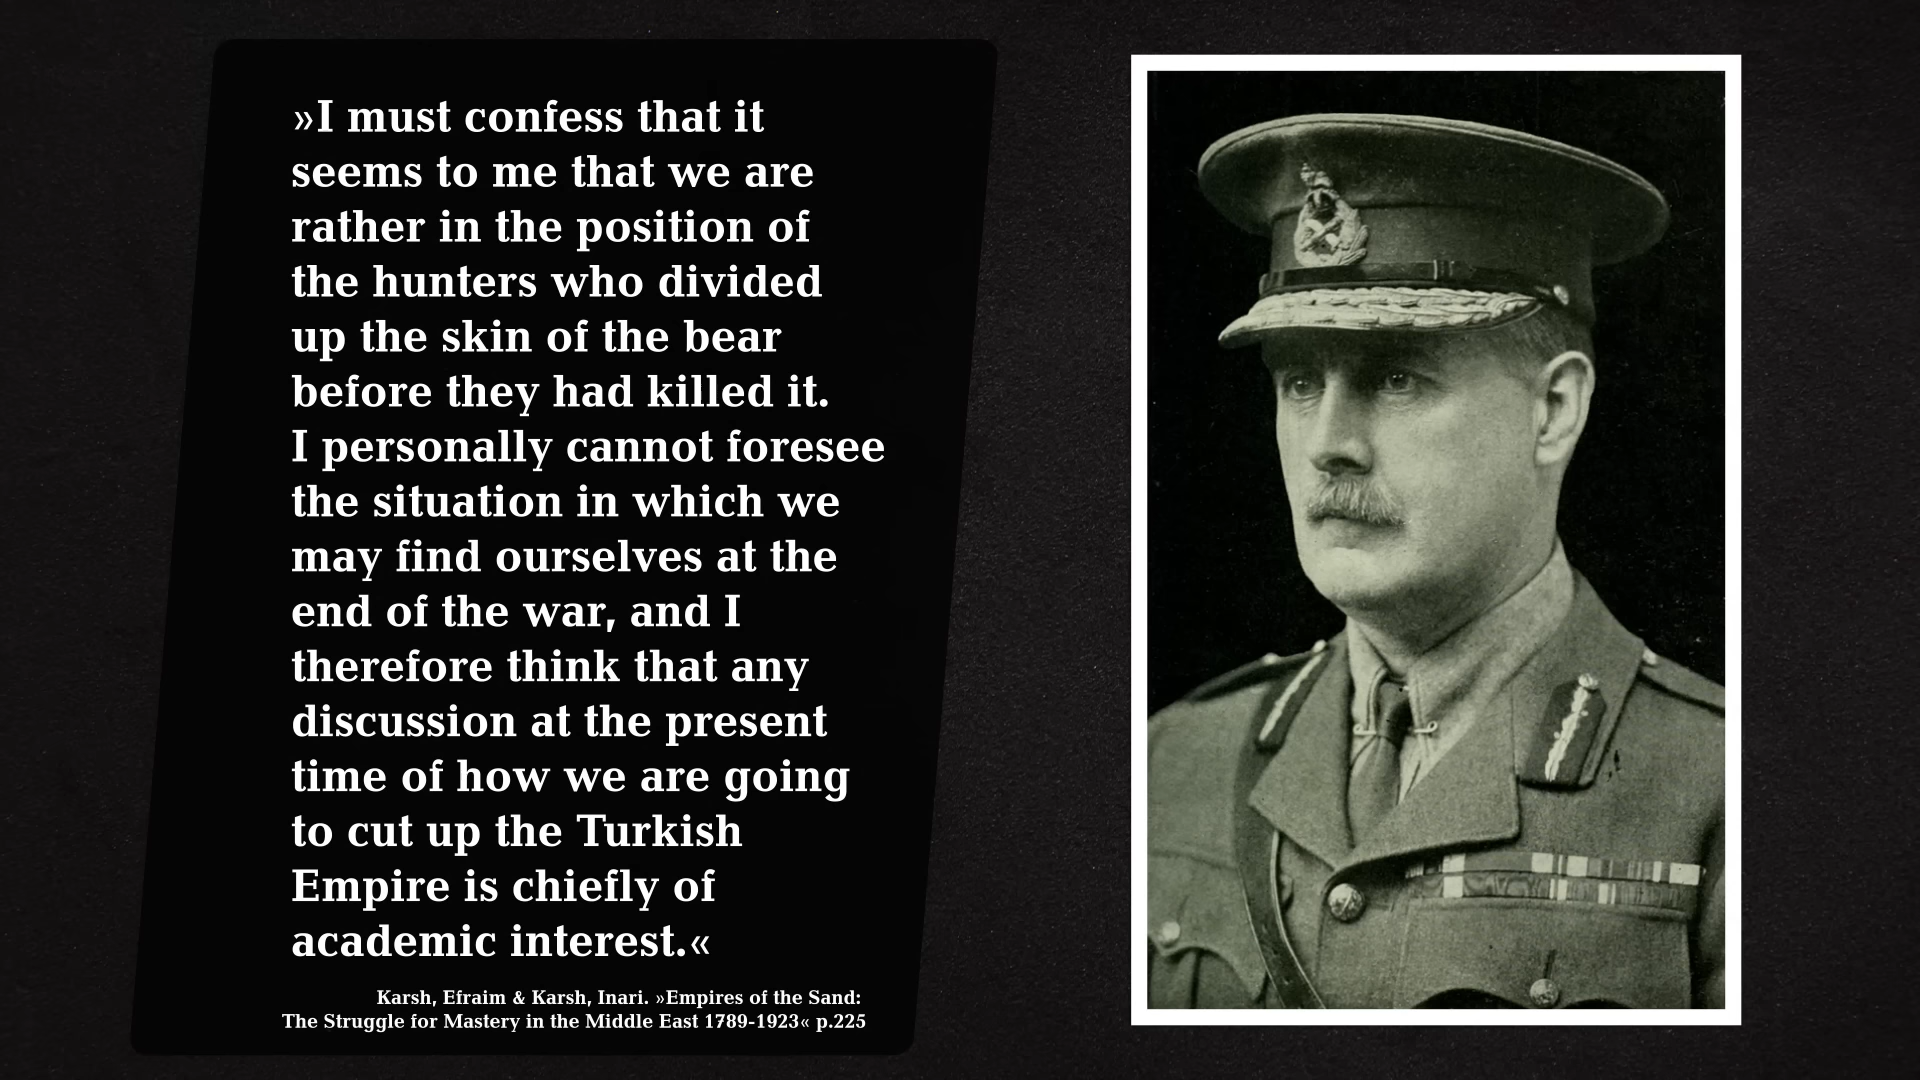 »I must confess that it
seems to me that we are
rather in the position of
the hunters who divided
up the skin of the bear
before they had killed it.
I personally cannot foresee
the situation in which we
may find ourselves at the
end of the war, and I
therefore think that any
discussion at the present
time of how we are going
to cut up the Turkish
Empire is chiefly of
academic interest.«
Karsh, Efraim & Karsh, Inari. »Empires of the Sand:
The Struggle for Mastery in the Middle East 1789-1923« p.225